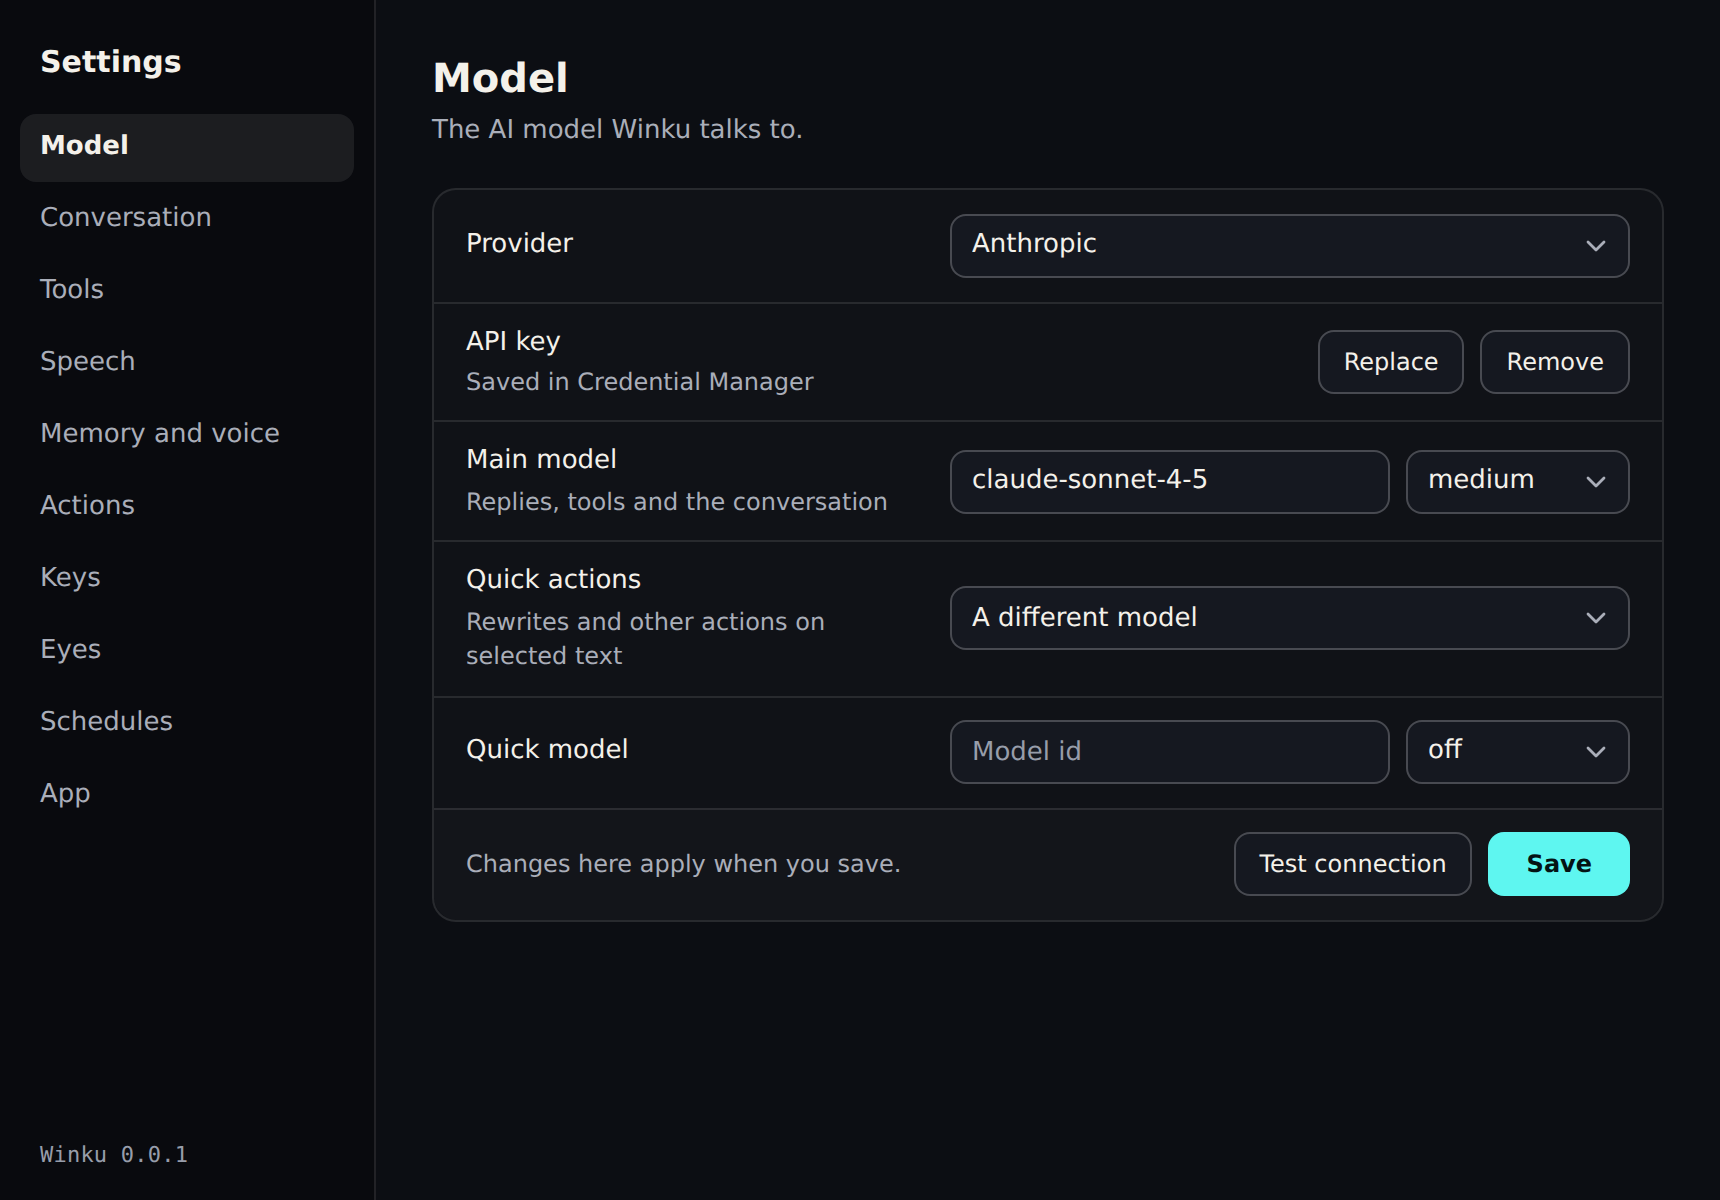 Settings
Model
Conversation
Tools
Speech
Memory and voice
Actions
Keys
Eyes
Schedules
App
Winku 0.0.1
Model
The AI model Winku talks to.
Provider
Anthropic
API key
Saved in Credential Manager
Replace
Remove
Main model
Replies, tools and the conversation
claude-sonnet-4-5
medium
Quick actions
Rewrites and other actions on
selected text
A different model
Quick model
Model id
off
Changes here apply when you save.
Test connection
Save